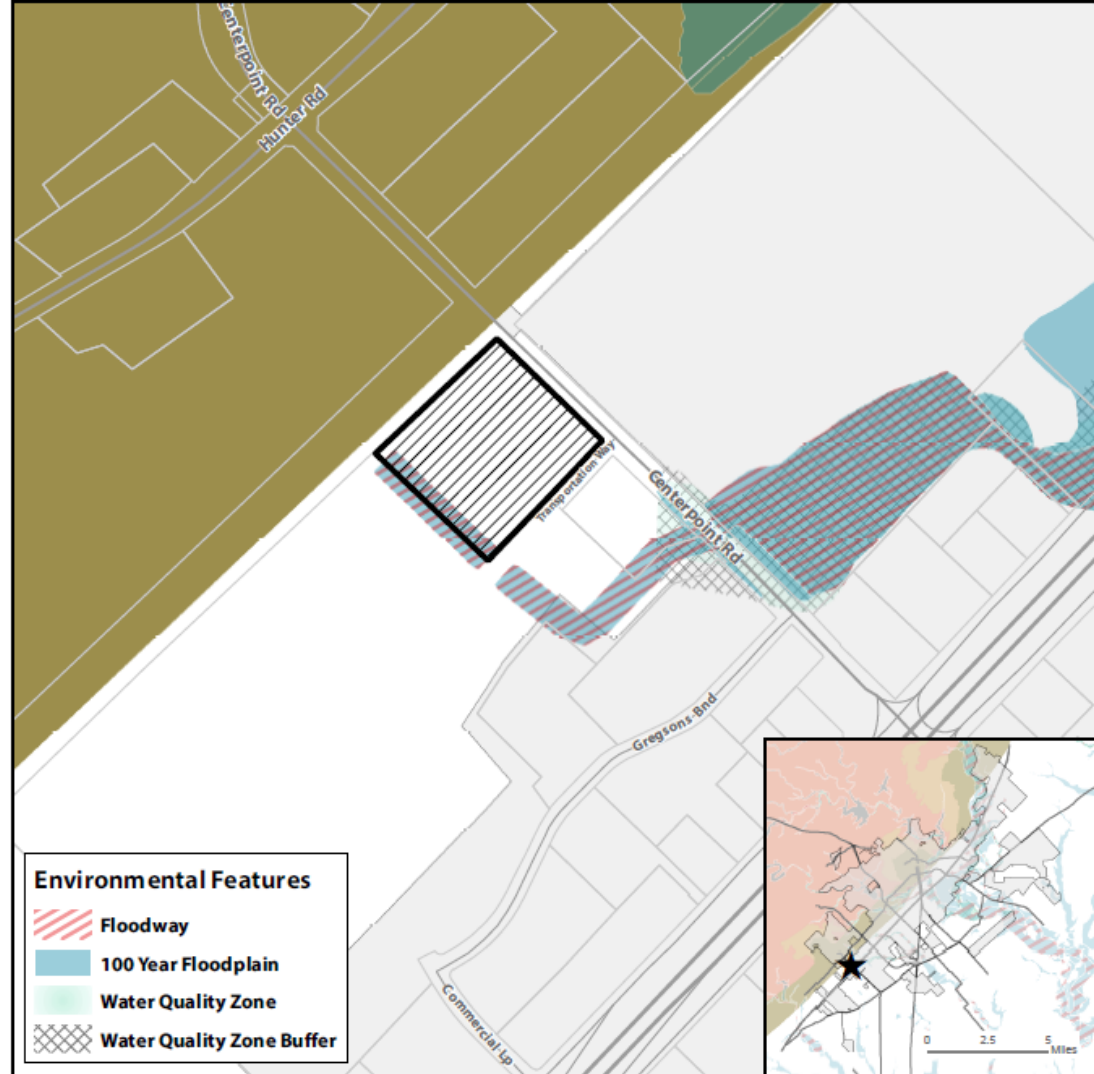 Centerpoint Rd
Hunter Rd
Transportation Way
Centerpoint Rd
Gregsons Bnd
Commercial Lp
Environmental Features
Floodway
100 Year Floodplain
Water Quality Zone
Water Quality Zone Buffer
0 2.5 5
Miles